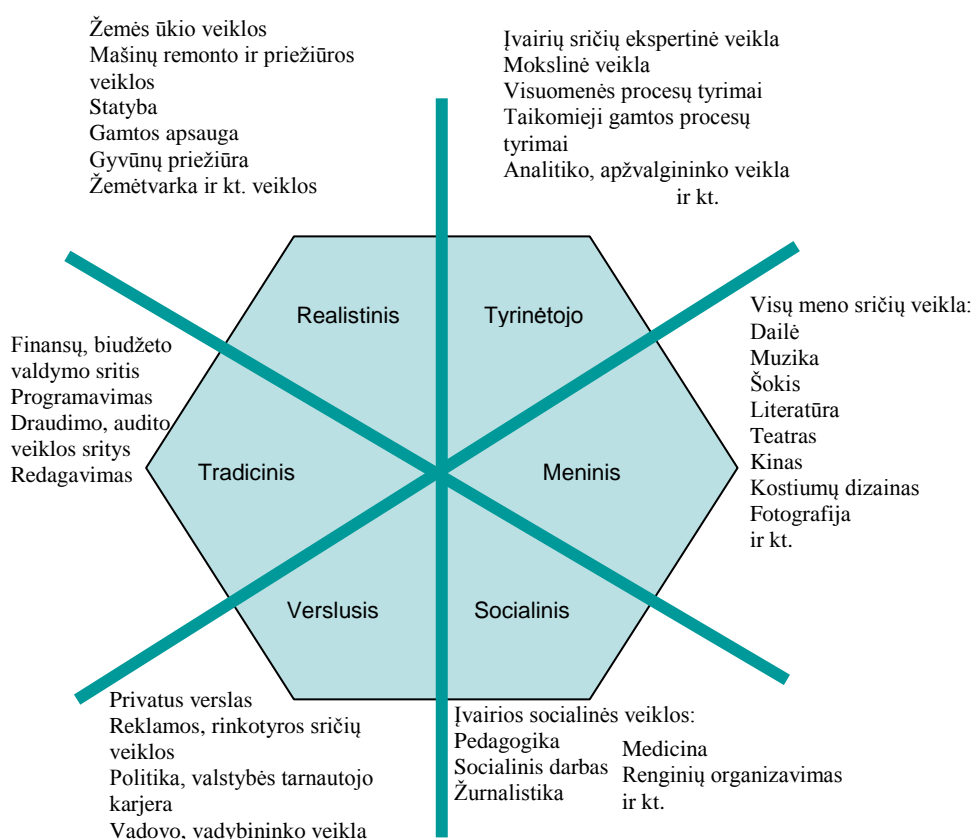 Žemės ūkio veiklos
Mašinų remonto ir priežiūros
veiklos
Statyba
Gamtos apsauga
Gyvūnų priežiūra
Žemėtvarka ir kt. veiklos
Įvairių sričių ekspertinė veikla
Mokslinė veikla
Visuomenės procesų tyrimai
Taikomieji gamtos procesų
tyrimai
Analitiko, apžvalgininko veikla
ir kt.
Realistinis
Tyrinėtojo
Finansų, biudžeto
valdymo sritis
Programavimas
Draudimo, audito
veiklos sritys
Redagavimas
Tradicinis
Meninis
Visų meno sričių veikla:
Dailė
Muzika
Šokis
Literatūra
Teatras
Kinas
Kostiumų dizainas
Fotografija
ir kt.
Verslusis
Socialinis
Privatus verslas
Reklamos, rinkotyros sričių
veiklos
Politika, valstybės tarnautojo
karjera
Vadovo, vadybininko veikla
Įvairios socialinės veiklos:
Pedagogika
Socialinis darbas
Žurnalistika
Medicina
Renginių organizavimas
ir kt.